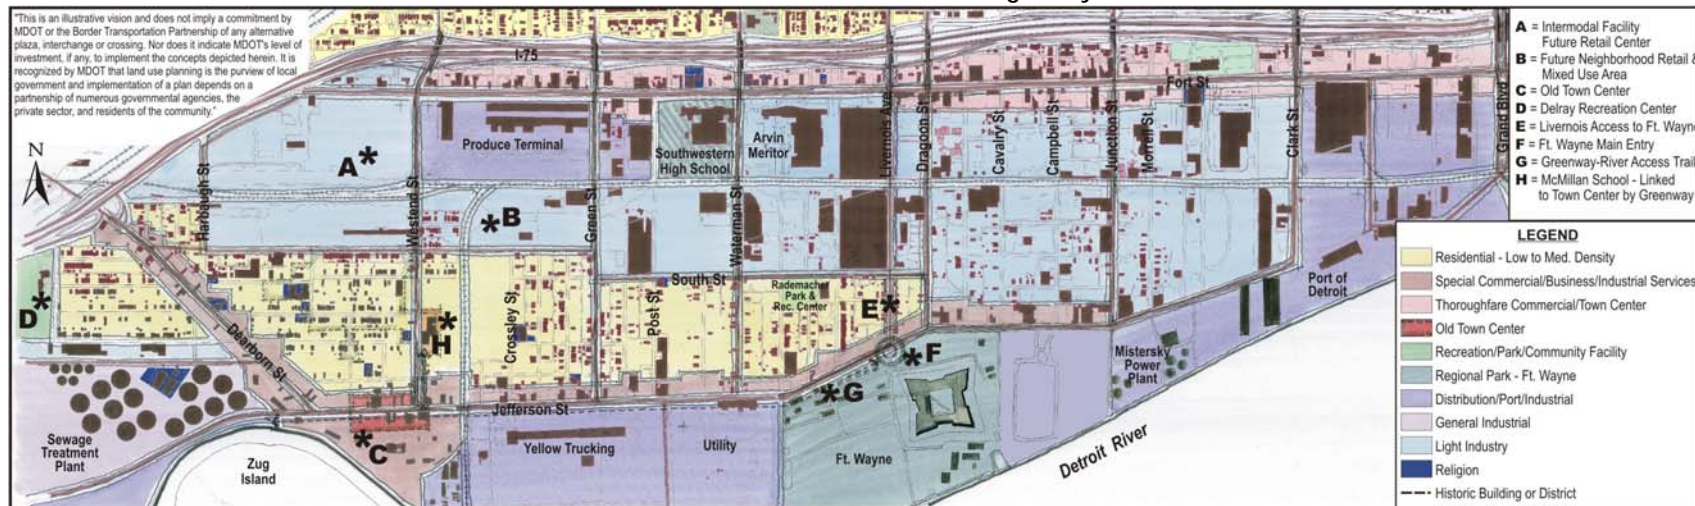 "This is an illustrative vision and does not imply a commitment by
MDOT or the Border Transportation Partnership of any alternative
plaza, interchange or crossing. Nor does it indicate MDOT's level of
investment, if any, to implement the concepts depicted herein. It is
recognized by MDOT that land use planning is the purview of local
government and implementation of a plan depends on a
partnership of numerous governmental agencies, the
private sector, and residents of the community."
N
I-75
Fort St
Harbough St
Westend St
Green St
Waterman St
Livernois Ave
Dragoon St
Cavalry St
Campbell St
Junction St
Morrell St
Clark St
Grand Blvd
A*
Produce Terminal
Southwestern
High School
Arvin
Meritor
*B
South St
Crossley St
Post St
Rademacher
Park &
Rec. Center
D*
E*
*F
*G
*H
*C
Dearborn St
Jefferson St
Port of
Detroit
Mistersky
Power
Plant
Sewage
Treatment
Plant
Zug
Island
Yellow Trucking
Utility
Ft. Wayne
Detroit River
A = Intermodal Facility
Future Retail Center
B = Future Neighborhood Retail &
Mixed Use Area
C = Old Town Center
D = Delray Recreation Center
E = Livernois Access to Ft. Wayne
F = Ft. Wayne Main Entry
G = Greenway-River Access Trail
H = McMillan School - Linked
to Town Center by Greenway
LEGEND
Residential - Low to Med. Density
Special Commercial/Business/Industrial Services
Thoroughfare Commercial/Town Center
Old Town Center
Recreation/Park/Community Facility
Regional Park - Ft. Wayne
Distribution/Port/Industrial
General Industrial
Light Industry
Religion
Historic Building or District